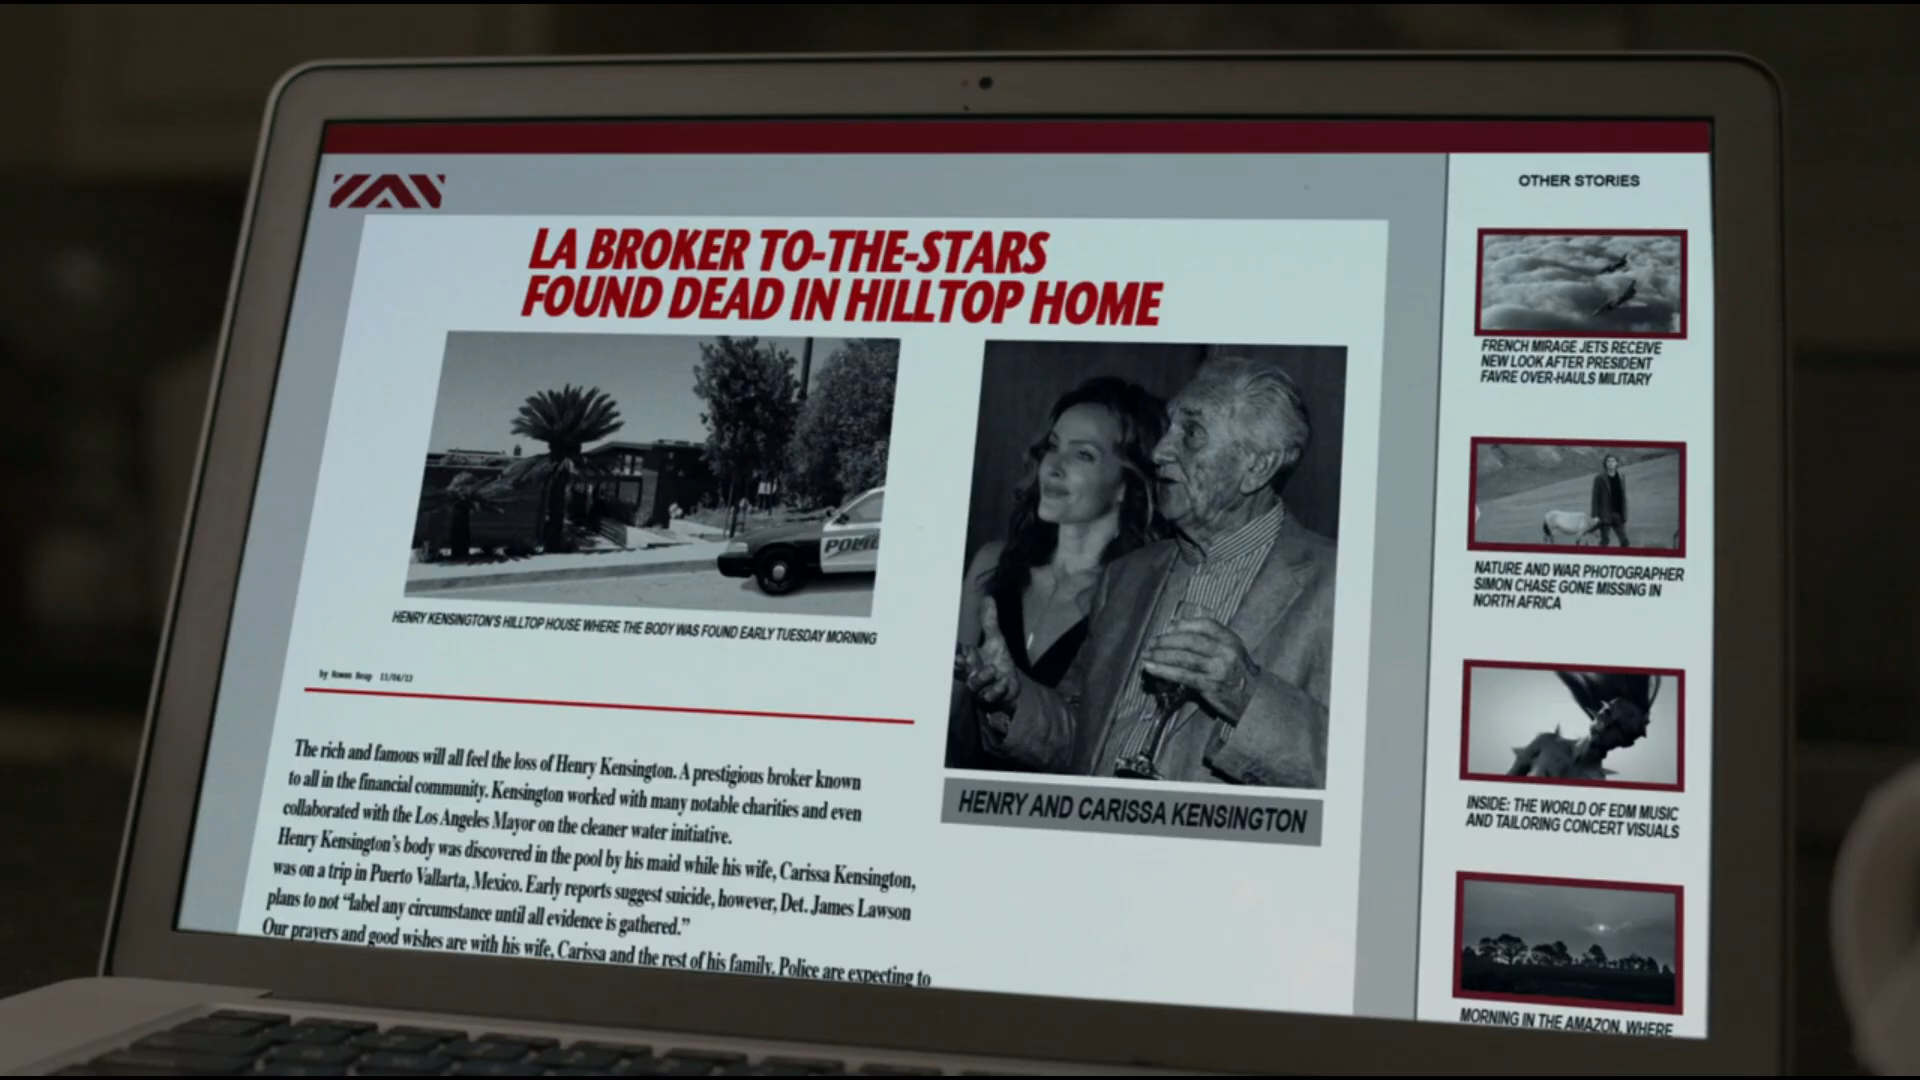 LA BROKER TO-THE-STARS
FOUND DEAD IN HILLTOP HOME
POLIC
HENRY KENSINGTON'S HILLTOP HOUSE WHERE THE BODY WAS FOUND EARLY TUESDAY MORNING
HENRY AND CARISSA KENSINGTON
by
The rich and famous will all feel the loss of Henry Kensington. A prestigious broker known
to all in the financial community. Kensington worked with many notable charities and even
collaborated with the Los Angeles Mayor on the cleaner water initiative.
Henry Kensington's body was discovered in the pool by his maid while his wife, Carissa Kensington,
was on a trip in Puerto Vallarta, Mexico. Early reports suggest suicide, however, Det. James Lawson
plans to not "label any circumstance until all evidence is gathered."
Our prayers and good wishes are with his wife, Carissa and the rest of his family. Police are expecting to
OTHER STORIES
FRENCH MIRAGE JETS RECEIVE
NEW LOOK AFTER PRESIDENT
FAVRE OVER-HAULS MILITARY
NATURE AND WAR PHOTOGRAPHER
SIMON CHASE GONE MISSING IN
NORTH AFRICA
INSIDE: THE WORLD OF EDM MUSIC
AND TAILORING CONCERT VISUALS
MORNING IN THE AMAZON, WHERE